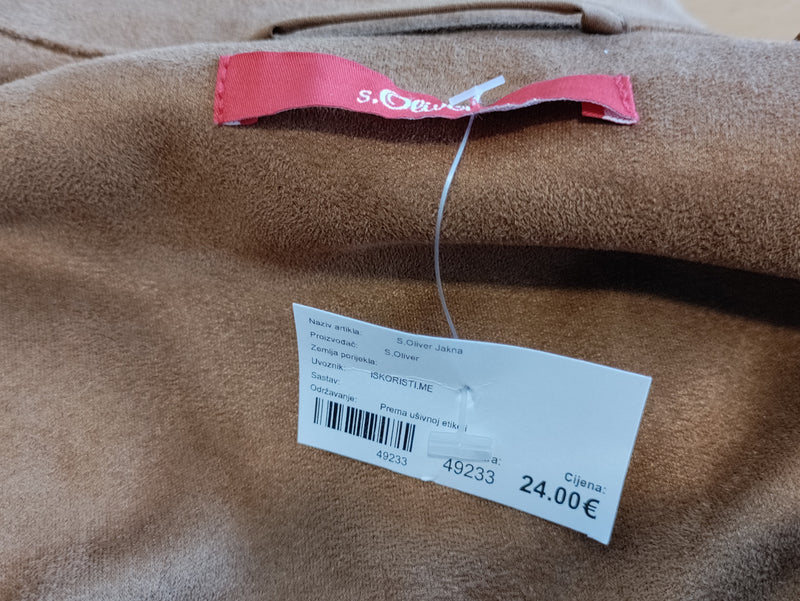 s.Oliver
Naziv artikla: S.Oliver Jakna
Proizvođač: S.Oliver
Zemlja porijekla:
Uvoznik: ISKORISTI.ME
Sastav:
Održavanje: Prema ušivnoj etiketi
49233
49233
Cijena:
24.00€